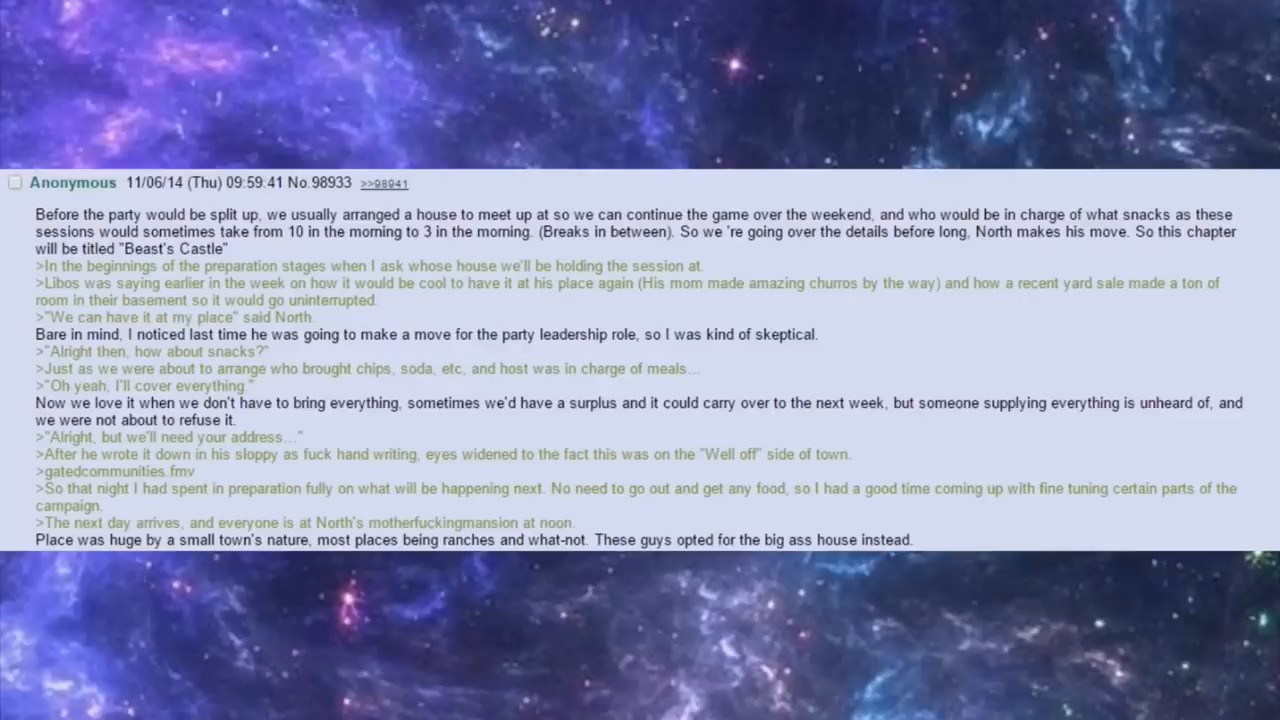 Anonymous 11/06/14 (Thu) 09:59:41 No.98933 >>98941
Before the party would be split up, we usually arranged a house to meet up at so we can continue the game over the weekend, and who would be in charge of what snacks as these
sessions would sometimes take from 10 in the morning to 3 in the morning. (Breaks in between). So we 're going over the details before long, North makes his move. So this chapter
will be titled "Beast's Castle"
>In the beginnings of the preparation stages when I ask whose house we'll be holding the session at.
>Libos was saying earlier in the week on how it would be cool to have it at his place again (His mom made amazing churros by the way) and how a recent yard sale made a ton of
room in their basement so it would go uninterrupted.
>"We can have it at my place" said North.
Bare in mind, I noticed last time he was going to make a move for the party leadership role, so I was kind of skeptical.
>"Alright then, how about snacks?"
>Just as we were about to arrange who brought chips, soda, etc, and host was in charge of meals...
>"Oh yeah, I'll cover everything."
Now we love it when we don't have to bring everything, sometimes we'd have a surplus and it could carry over to the next week, but someone supplying everything is unheard of, and
we were not about to refuse it.
>"Alright, but we'll need your address..."
>After he wrote it down in his sloppy as fuck hand writing, eyes widened to the fact this was on the "Well off" side of town.
>gatedcommunities.fmv
>So that night I had spent in preparation fully on what will be happening next. No need to go out and get any food, so I had a good time coming up with fine tuning certain parts of the
campaign.
>The next day arrives, and everyone is at North's motherfuckingmansion at noon.
Place was huge by a small town's nature, most places being ranches and what-not. These guys opted for the big ass house instead.